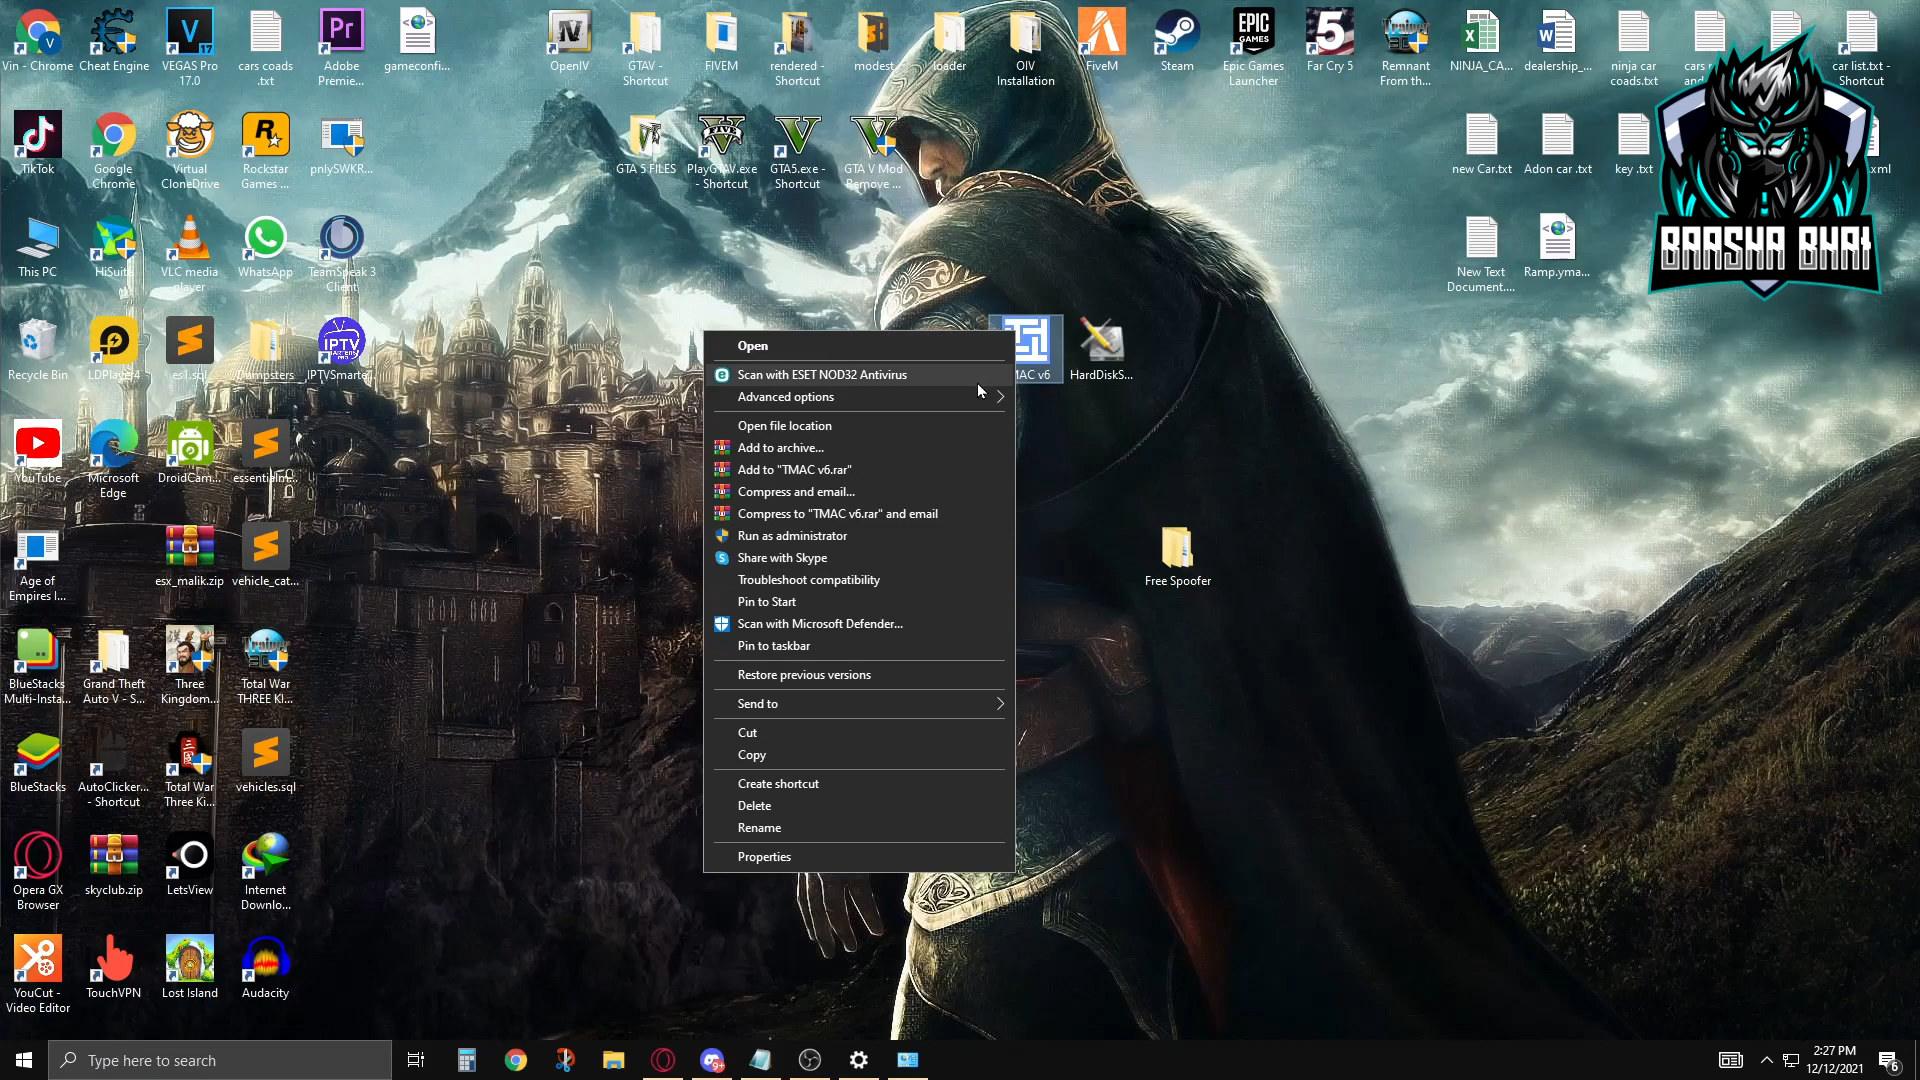 Vin - Chrome
Cheat Engine
VEGAS Pro
17.0
cars coads
.txt
Adobe
Premie...
gameconfi...
OpenIV
GTAV -
Shortcut
FIVEM
rendered -
Shortcut
modest
loader
OIV
Installation
FiveM
Steam
Epic Games
Launcher
Far Cry 5
Remnant
From th...
NINJA_CA...
dealership_...
ninja car
coads.txt
car list.txt -
Shortcut
TikTok
Google
Chrome
Virtual
CloneDrive
Rockstar
Games ...
pnlySWKR...
GTA 5 FILES
PlayGTAV.exe
- Shortcut
GTA5.exe -
Shortcut
GTA V Mod
Remove ...
new Car.txt
Adon car .txt
key .txt
.xml
This PC
HiSuite
VLC media
player
WhatsApp
TeamSpeak 3
Client
New Text
Document....
Ramp.yma...
BAASHA BHAI
Recycle Bin
LDPlayer4
es1.sql
Dumpsters
IPTVSmarte...
MAC v6
HardDiskS...
YouTube
Microsoft
Edge
DroidCam...
essentialm...
Age of
Empires I...
esx_malik.zip
vehicle_cat...
Free Spoofer
BlueStacks
Multi-Insta...
Grand Theft
Auto V - S...
Three
Kingdom...
Total War
THREE KI...
BlueStacks
AutoClicker...
- Shortcut
Total War
Three Ki...
vehicles.sql
Opera GX
Browser
skyclub.zip
LetsView
Internet
Downlo...
YouCut -
Video Editor
TouchVPN
Lost Island
Audacity
Open
Scan with ESET NOD32 Antivirus
Advanced options
Open file location
Add to archive...
Add to "TMAC v6.rar"
Compress and email...
Compress to "TMAC v6.rar" and email
Run as administrator
Share with Skype
Troubleshoot compatibility
Pin to Start
Scan with Microsoft Defender...
Pin to taskbar
Restore previous versions
Send to
Cut
Copy
Create shortcut
Delete
Rename
Properties
Type here to search
9+
2:27 PM
12/12/2021
6